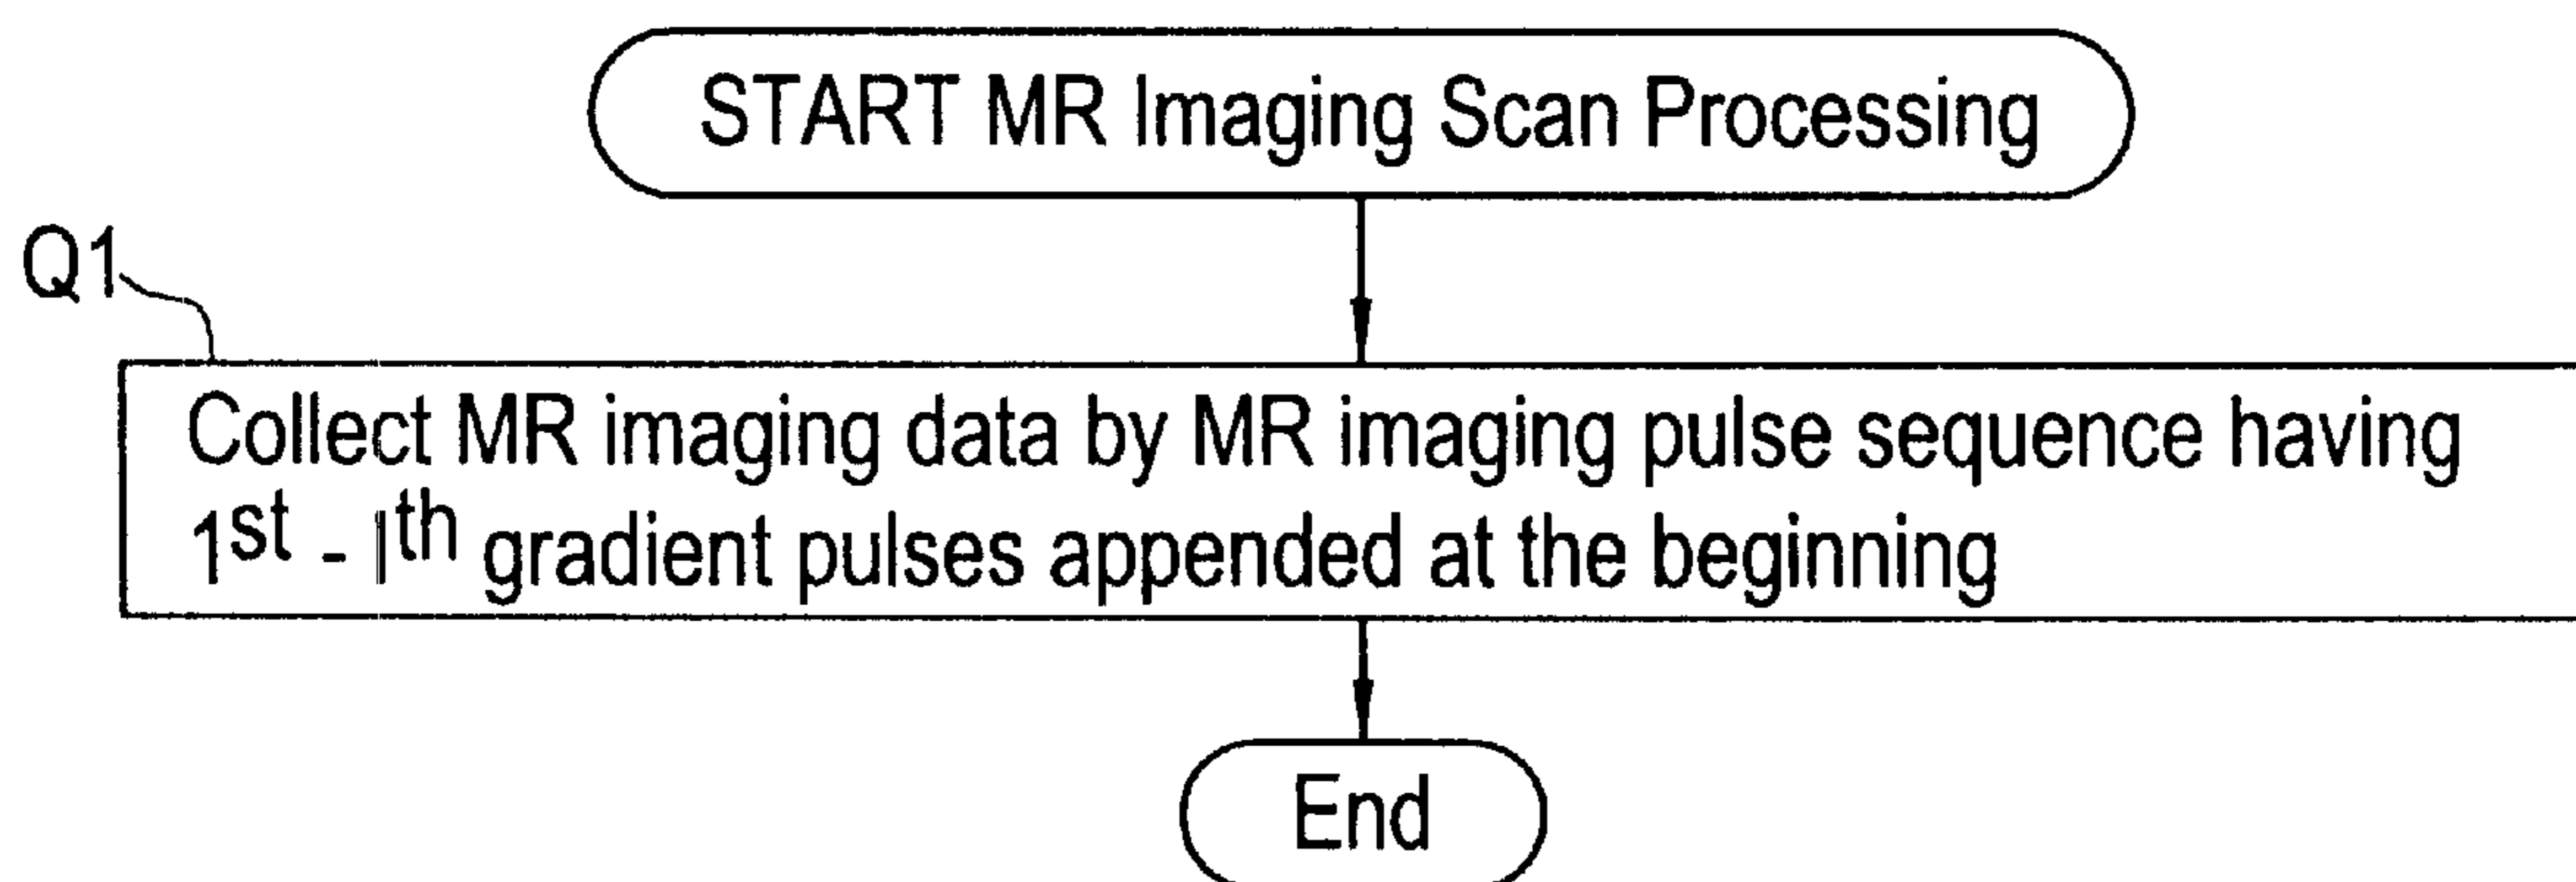 START MR Imaging Scan Processing
Q1
Collect MR imaging data by MR imaging pulse sequence having
1st - Ith gradient pulses appended at the beginning
End